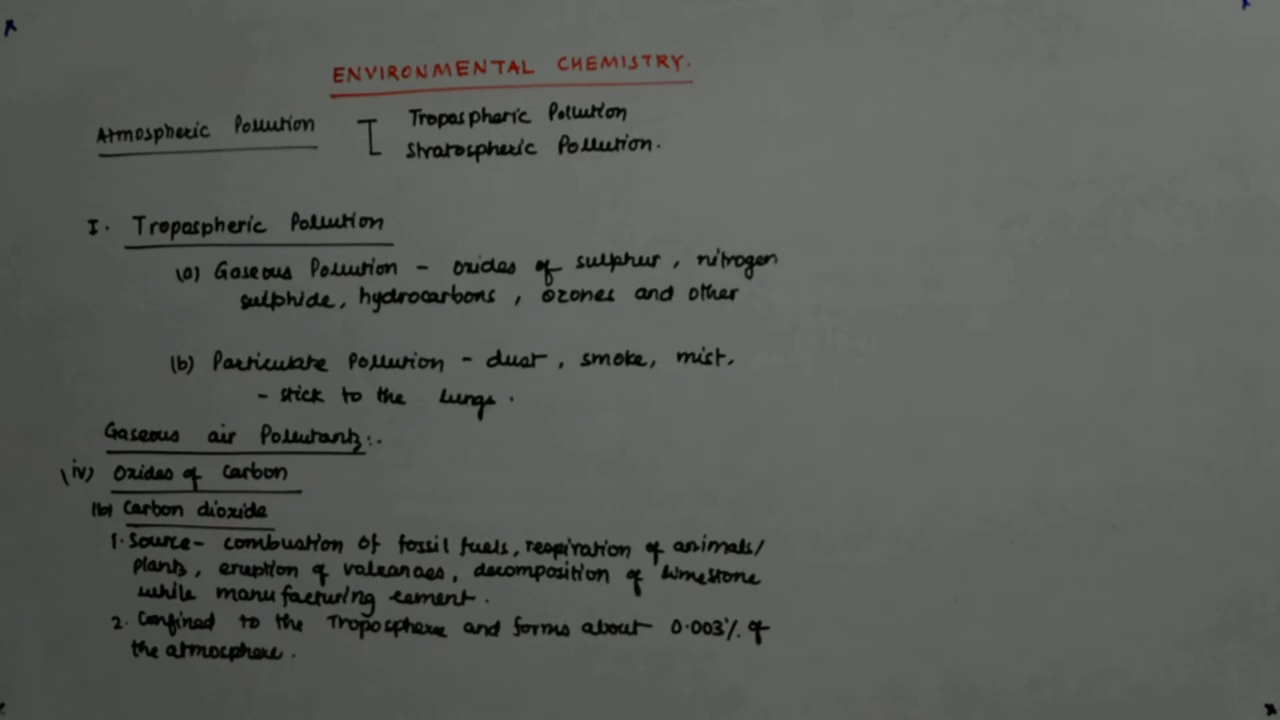 ENVIRONMENTAL CHEMISTRY.
Atmospheric Pollution
Tropospheric Pollution
Stratospheric Pollution.
I. Tropospheric Pollution
(a) Gaseous Pollution - oxides of sulphur, nitrogen
sulphide, hydrocarbons, ozones and other
(b) Particulate Pollution - dust, smoke, mist.
- stick to the lungs.
Gaseous air Pollutants:-
(iv) Oxides of Carbon
(b) Carbon dioxide
1. Source- combustion of fossil fuels, respiration of animals/
plants, eruption of volcanoes, decomposition of limestone
while manufacturing cement.
2. Confined to the Troposphere and forms about 0.003% of
the atmosphere.